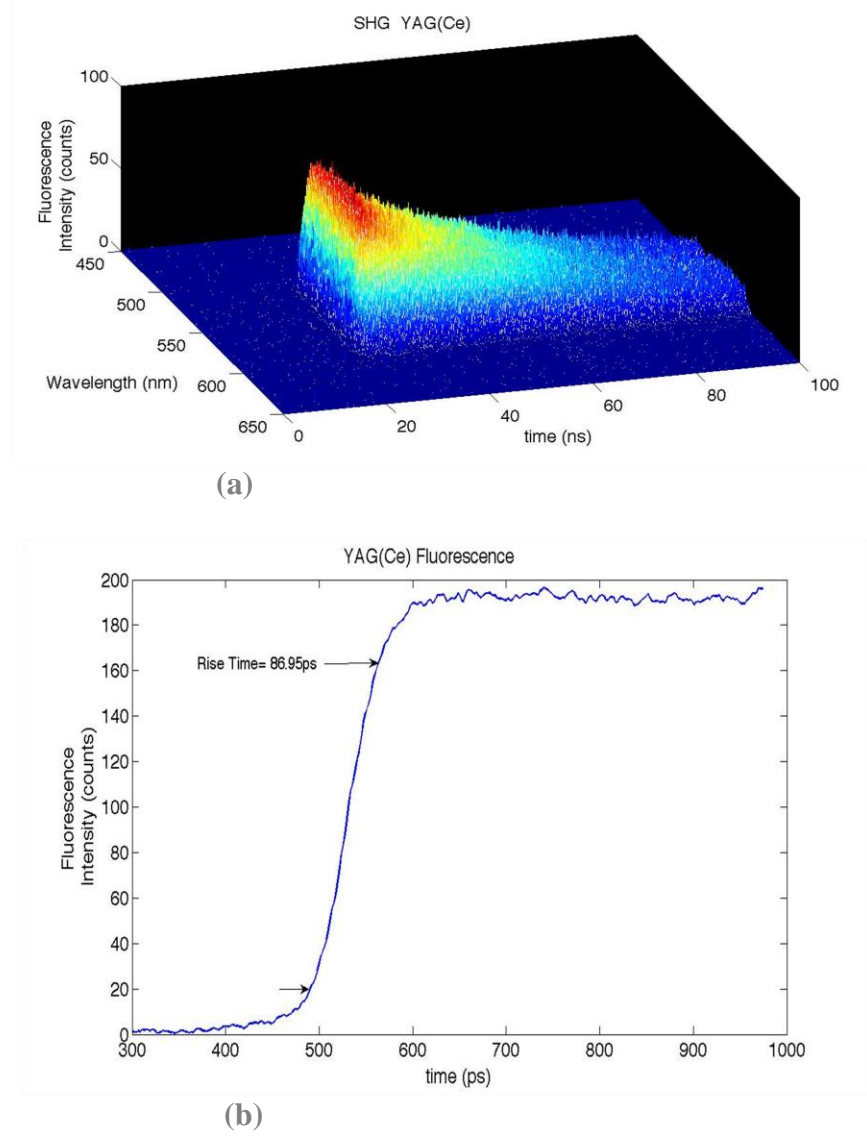 SHG YAG(Ce)
100
50
0
Fluorescence
Intensity (counts)
450
500
550
600
650
Wavelength (nm)
0
20
40
60
80
100
time (ns)
(a)
YAG(Ce) Fluorescence
200
180
160
140
120
100
80
60
40
20
0
Fluorescence
Intensity (counts)
Rise Time= 86.95ps
300
400
500
600
700
800
900
1000
time (ps)
(b)